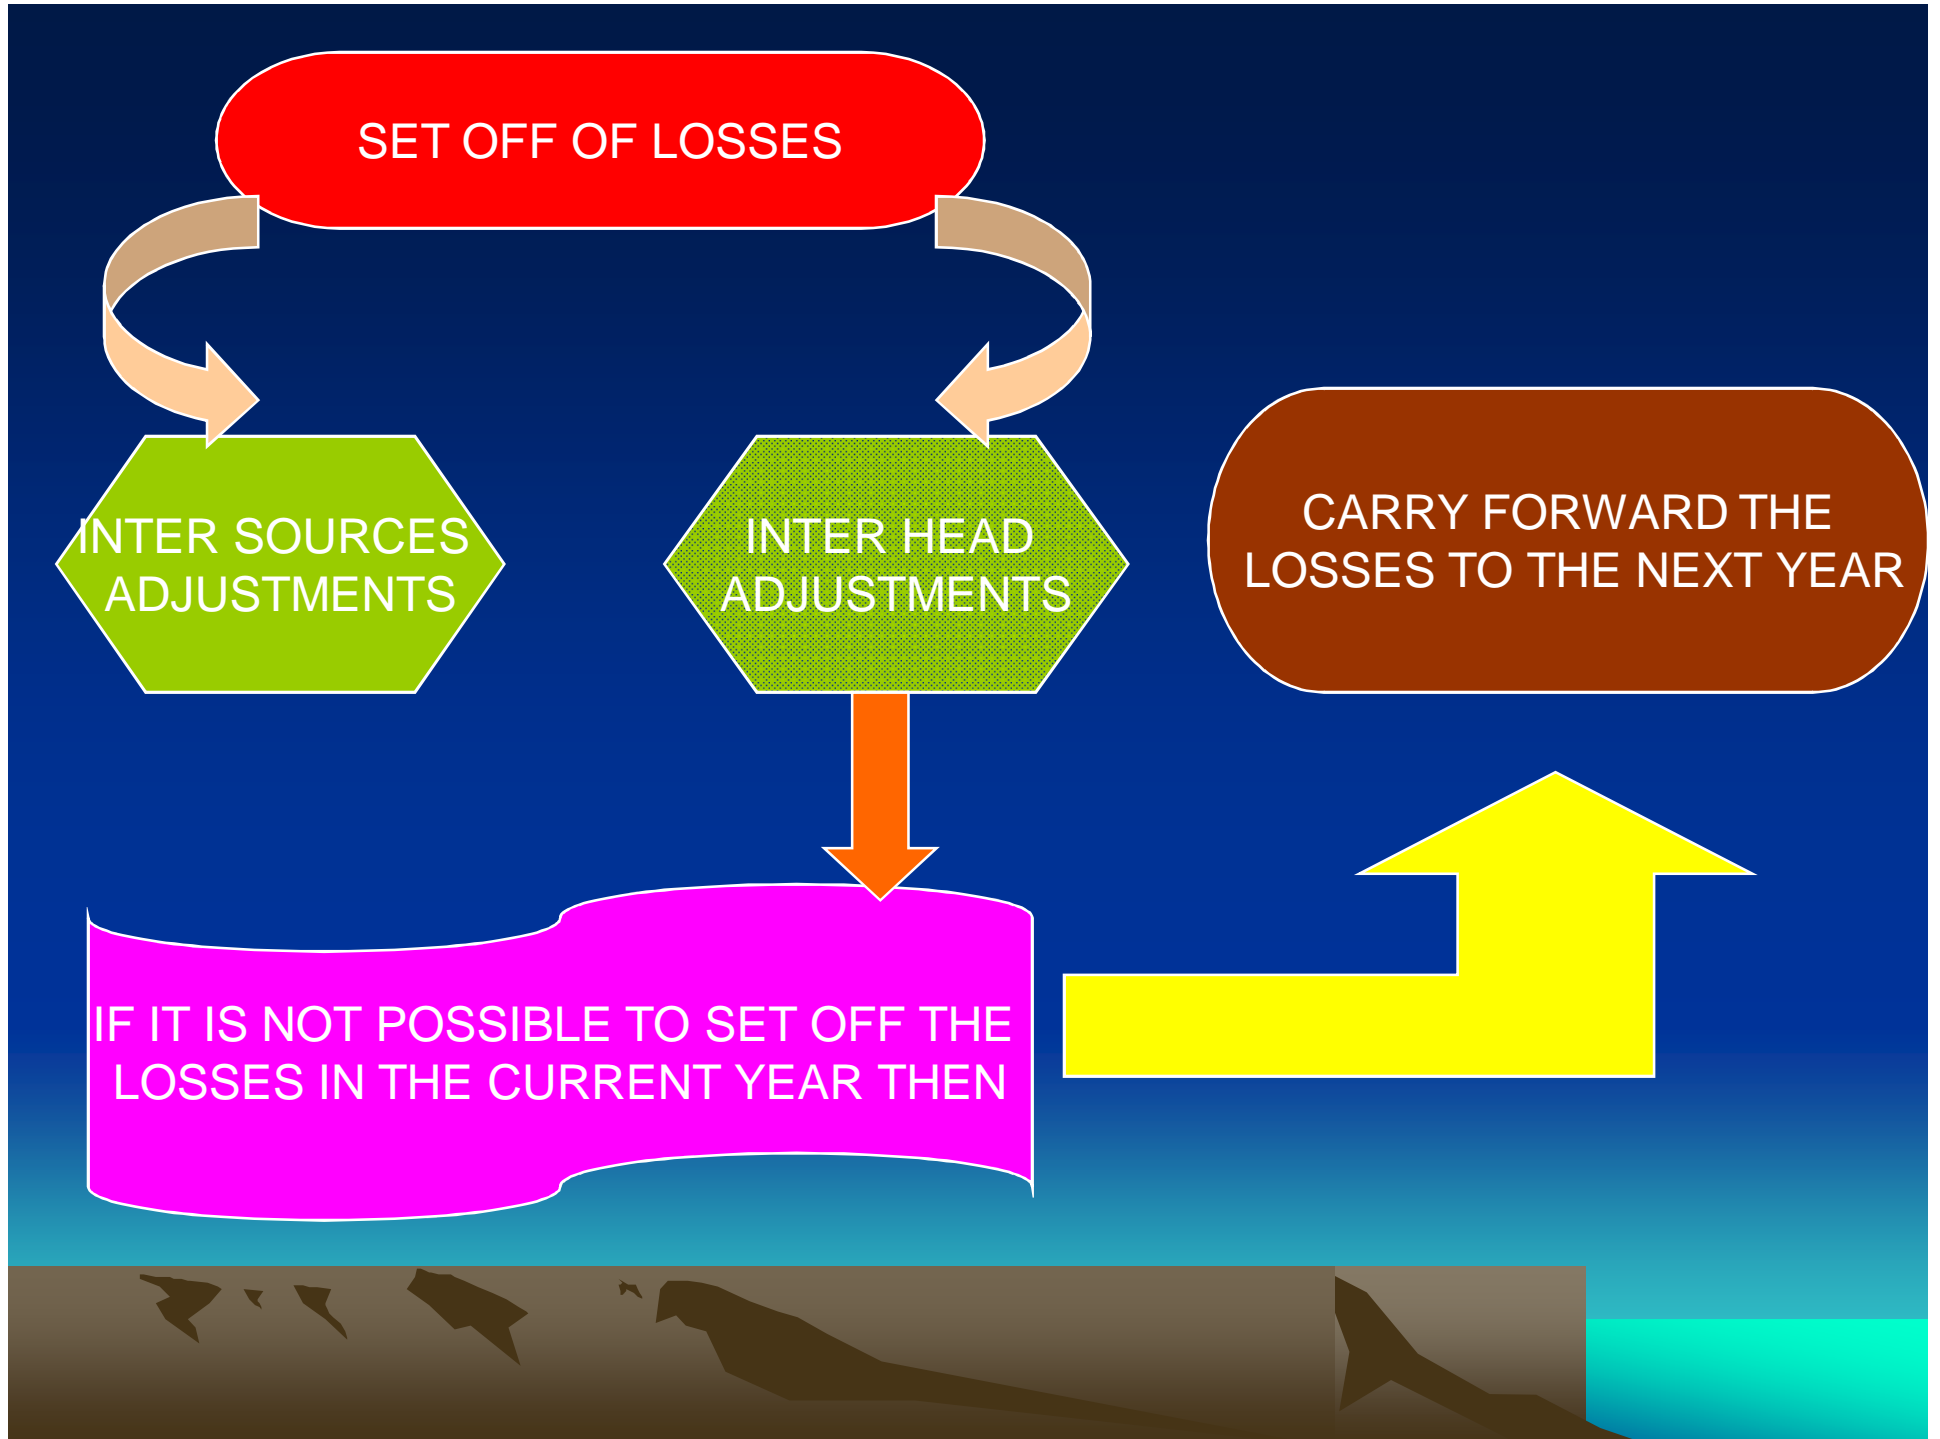 SET OFF OF LOSSES
INTER SOURCES
ADJUSTMENTS
INTER HEAD
ADJUSTMENTS
CARRY FORWARD THE
LOSSES TO THE NEXT YEAR
IF IT IS NOT POSSIBLE TO SET OFF THE
LOSSES IN THE CURRENT YEAR THEN